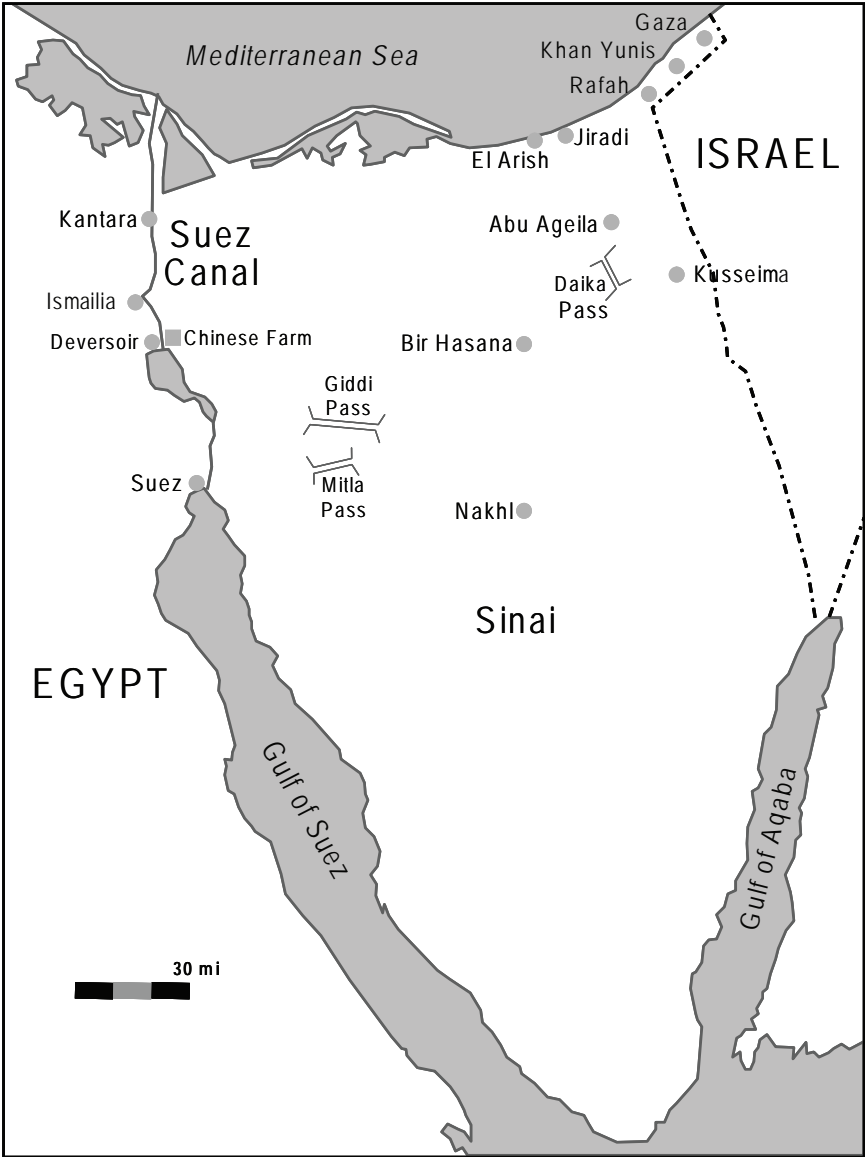 Gaza
Mediterranean Sea
Khan Yunis
Rafah
Jiradi
El Arish
ISRAEL
Kantara
Suez
Canal
Abu Ageila
Daika
Pass
Kusseima
Ismailia
Deversoir
Chinese Farm
Bir Hasana
Giddi
Pass
Suez
Mitla
Pass
Nakhl
Sinai
EGYPT
Gulf of Suez
Gulf of Aqaba
30 mi